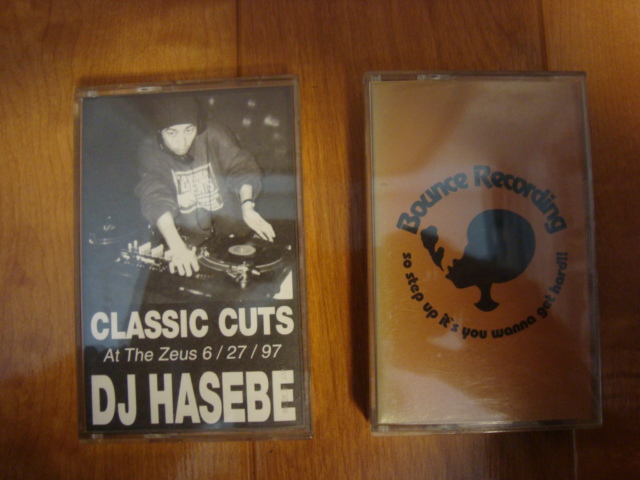 CLASSIC CUTS
At The Zeus 6 / 27 / 97
DJ HASEBE
Bounce Recording
so step up it's you wanna get hard!!